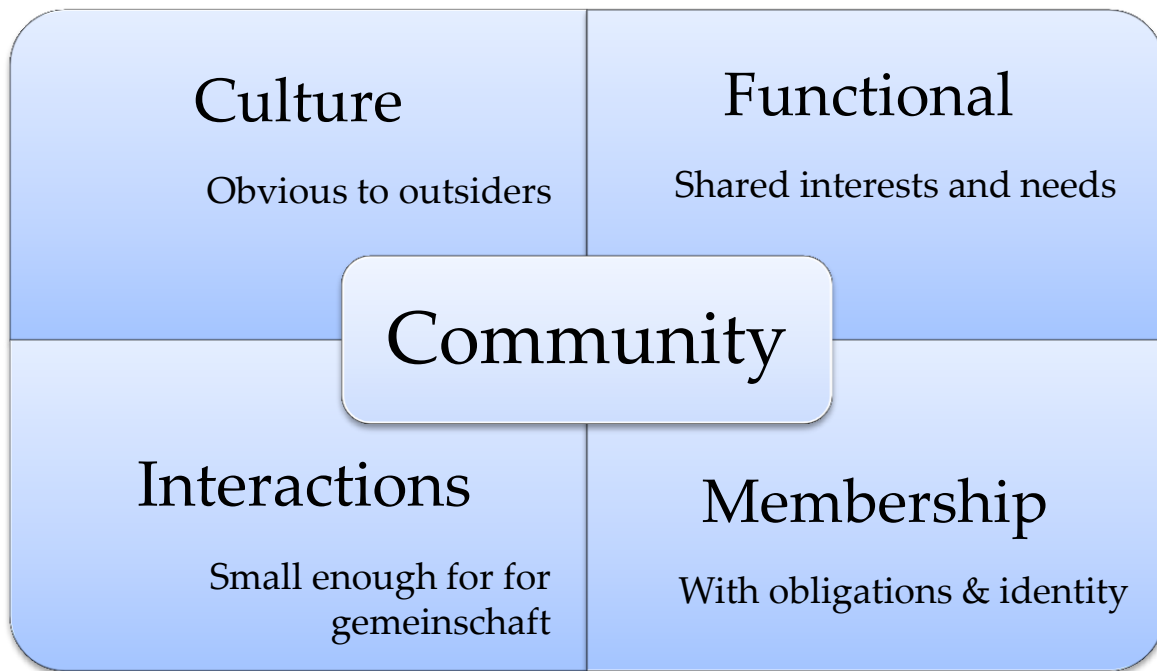 Culture
Obvious to outsiders
Functional
Shared interests and needs
Community
Interactions
Small enough for for
gemeinschaft
Membership
With obligations & identity